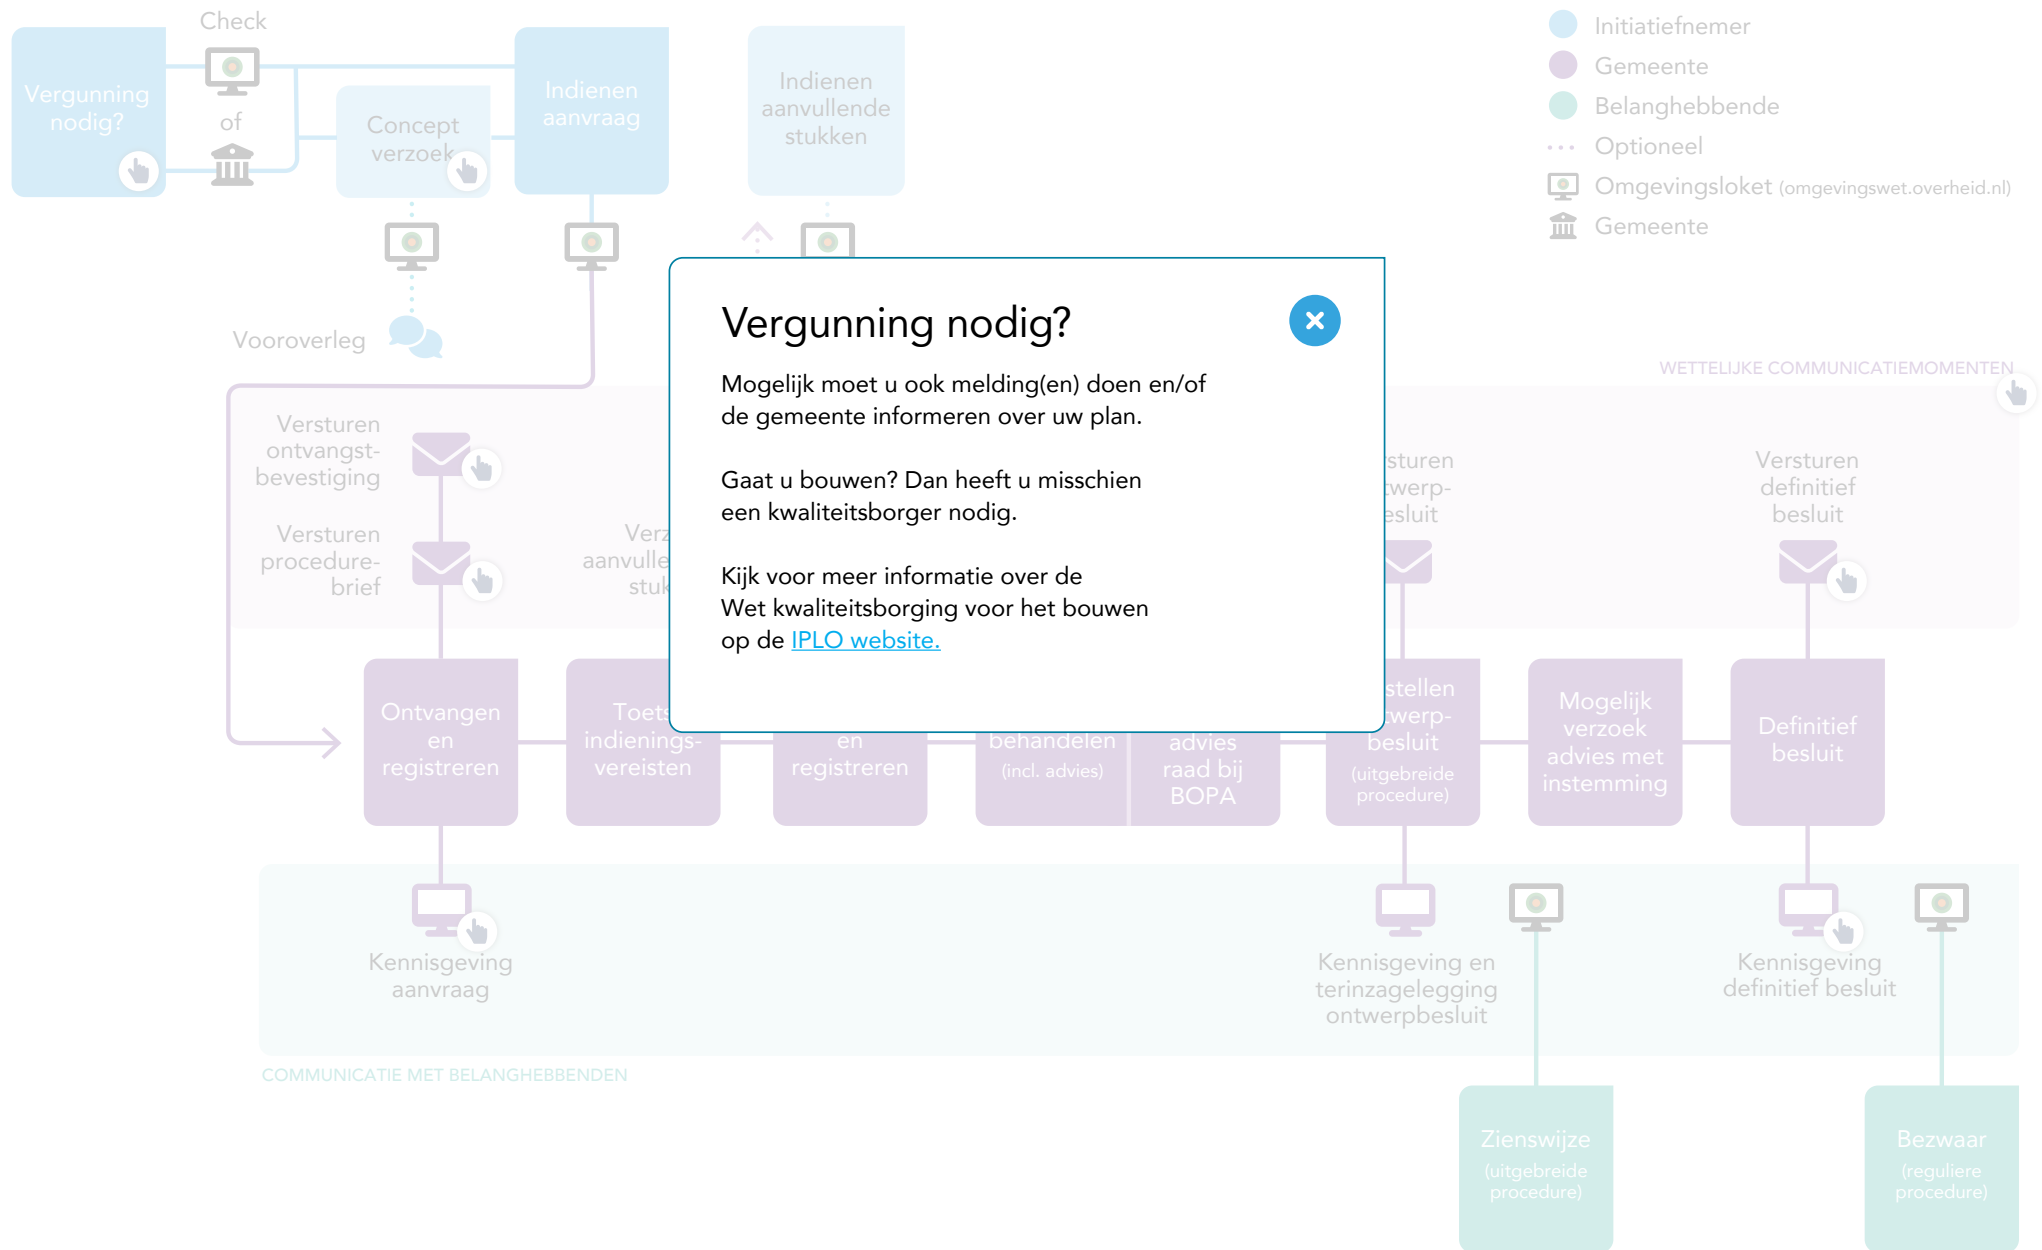 Check
Vergunning
nodig?
of
Concept
verzoek
Indienen
aanvraag
Indienen
aanvullende
stukken
Initiatiefnemer
Gemeente
Belanghebbende
Optioneel
Omgevingsloket (omgevingswet.overheid.nl)
Gemeente
Vooroverleg
Vergunning nodig?
Mogelijk moet u ook melding(en) doen en/of
de gemeente informeren over uw plan.
Gaat u bouwen? Dan heeft u misschien
een kwaliteitsborger nodig.
Kijk voor meer informatie over de
Wet kwaliteitsborging voor het bouwen
op de IPLO website.
WETTELIJKE COMMUNICATIEMOMENTEN
Versturen
ontvangst-
bevestiging
Versturen
procedure-
brief
Versturen
definitief
besluit
Ontvangen
en
registreren
indienings-
vereisten
en
registreren
behandelen
(incl. advies)
advies
raad bij
BOPA
besluit
(uitgebreide
procedure)
Mogelijk
verzoek
advies met
instemming
Definitief
besluit
Kennisgeving
aanvraag
Kennisgeving en
terinzagelegging
ontwerpbesluit
Kennisgeving
definitief besluit
COMMUNICATIE MET BELANGHEBBENDEN
Zienswijze
(uitgebreide
procedure)
Bezwaar
(reguliere
procedure)